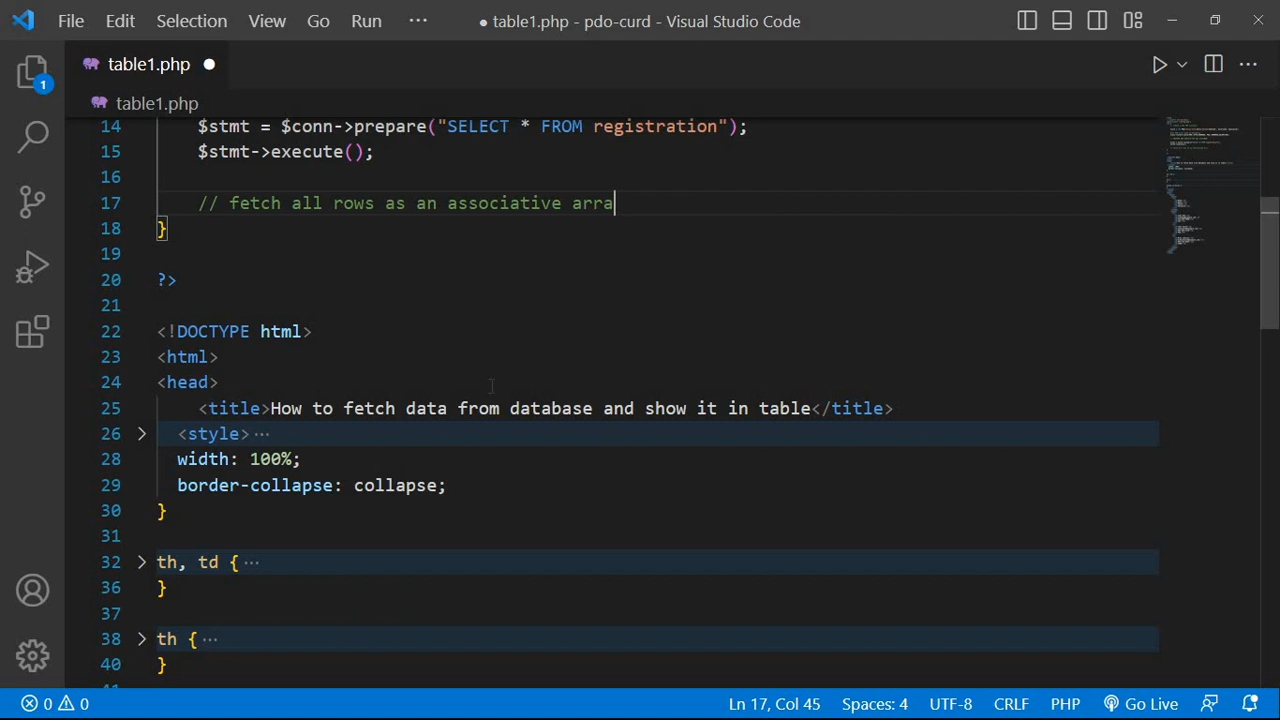 File Edit Selection View Go Run ··· ● table1.php - pdo-curd - Visual Studio Code
table1.php ●
table1.php
1
14 $stmt = $conn->prepare("SELECT * FROM registration");
15 $stmt->execute();
16
17 // fetch all rows as an associative arra
18 }
19
20 ?>
21
22 <!DOCTYPE html>
23 <html>
24 <head>
25 <title>How to fetch data from database and show it in table</title>
26 <style> ···
28 width: 100%;
29 border-collapse: collapse;
30 }
31
32 th, td { ···
36 }
37
38 th { ···
40 }
0 0 Ln 17, Col 45 Spaces: 4 UTF-8 CRLF PHP Go Live